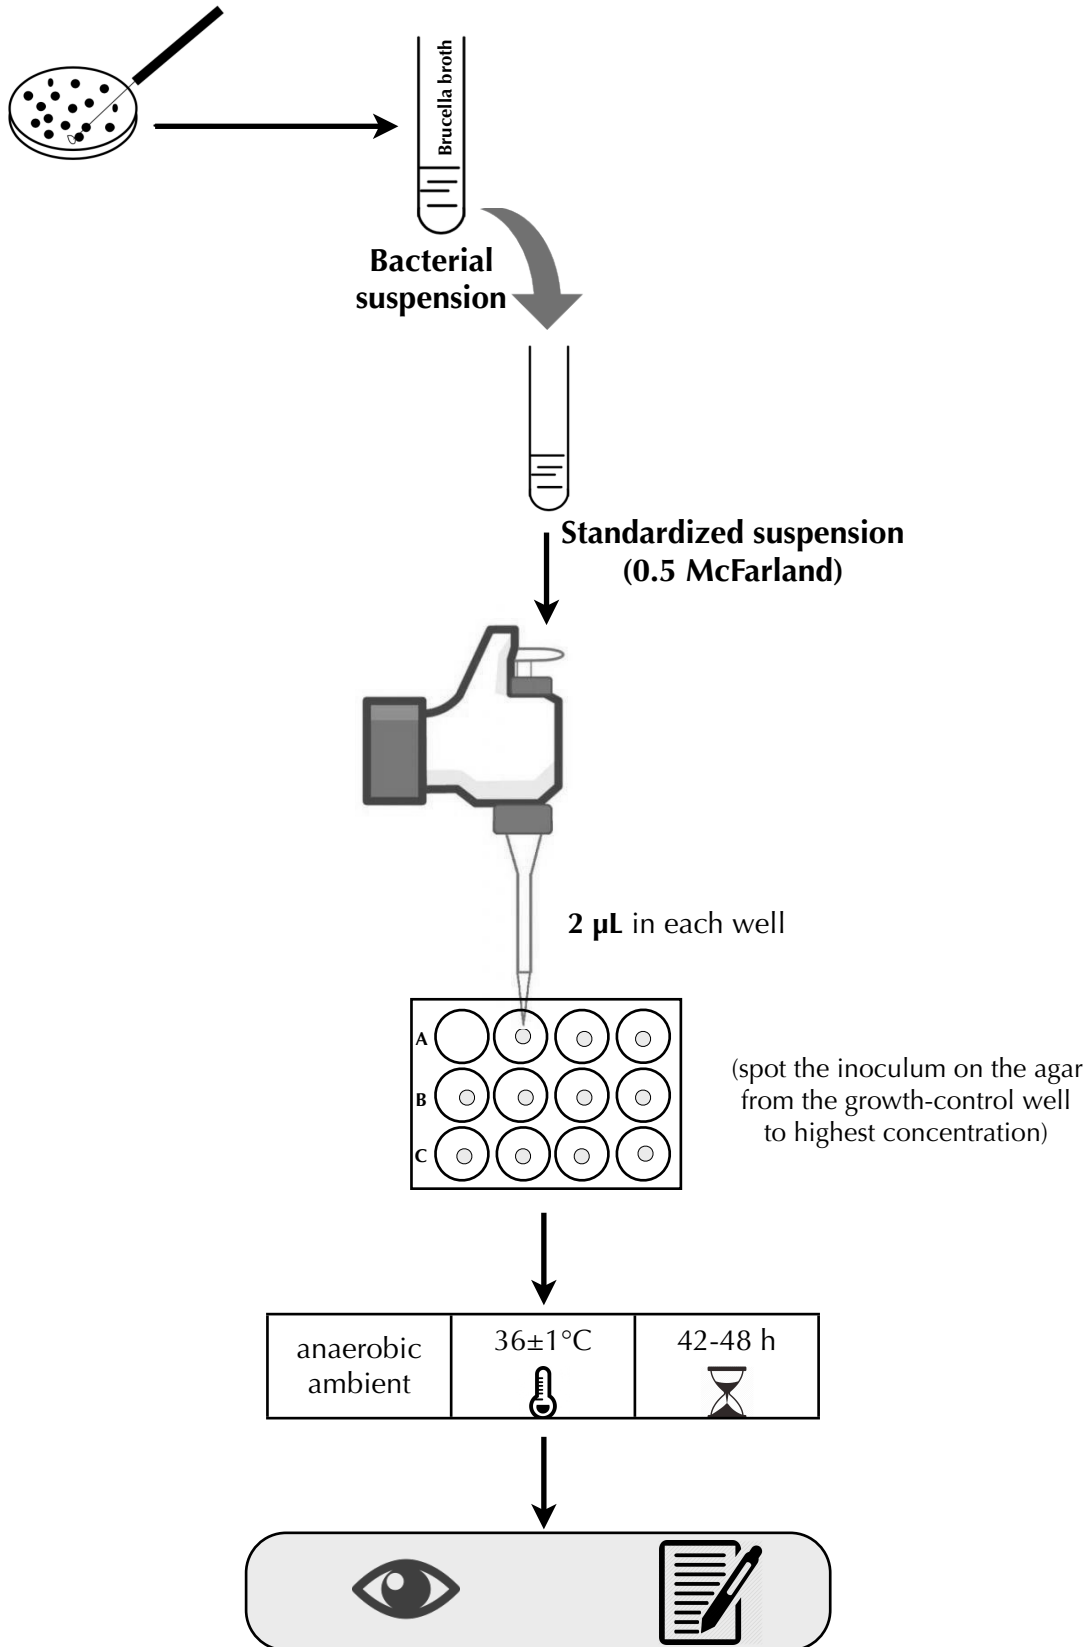 Brucella broth
Bacterial
suspension
Standardized suspension
(0.5 McFarland)
2 µL in each well
A
B
C
(spot the inoculum on the agar
from the growth-control well
to highest concentration)
anaerobic
ambient
36±1°C
42-48 h